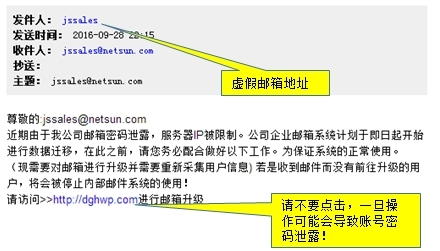 发件人： jssales
发送时间： 2016-09-28 22:15
收件人： jssales@netsun.com
抄送：
主题： jssales@netsun.com
虚假邮箱地址
尊敬的:jssales@netsun.com
近期由于我公司邮箱密码泄露，服务器IP被限制。公司企业邮箱系统计划于即日起开始
进行数据迁移，在此之前，请您务必配合做好以下工作。为保证系统的正常使用。
（现需要对邮箱进行升级并需要重新采集用户信息) 若是收到邮件而没有前往升级的用
户，将会被停止内部邮件系统的使用！
请访问>>http://dghwp.com进行邮箱升级
请不要点击，一旦操
作可能会导致账号密
码泄露！